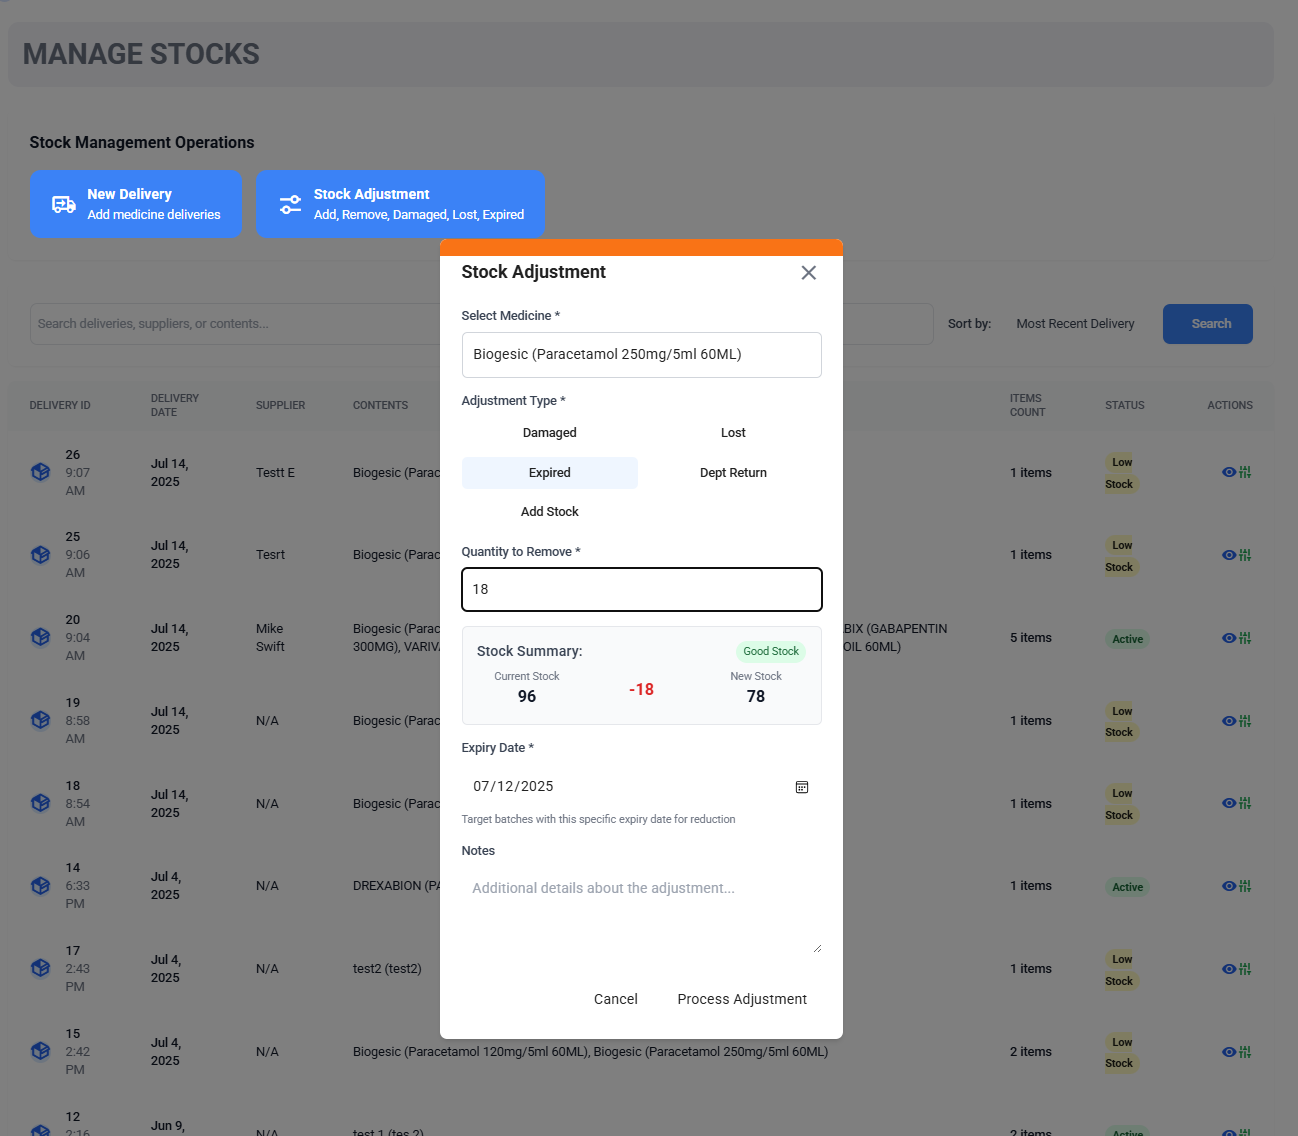 MANAGE STOCKS
Stock Management Operations
New Delivery
Add medicine deliveries
Stock Adjustment
Add, Remove, Damaged, Lost, Expired
Search deliveries, suppliers, or contents...
Sort by:
Most Recent Delivery
Search
DELIVERY ID
DELIVERY
DATE
SUPPLIER
CONTENTS
ITEMS
COUNT
STATUS
ACTIONS
26
9:07
AM
Jul 14,
2025
Testt E
Biogesic (Parac
1 items
Low
Stock
25
9:06
AM
Jul 14,
2025
Tesrt
Biogesic (Parac
1 items
Low
Stock
20
9:04
AM
Jul 14,
2025
Mike
Swift
Biogesic (Parac
BIX (GABAPENTIN
300MG), VARIV
OIL 60ML)
5 items
Active
19
8:58
AM
Jul 14,
2025
N/A
Biogesic (Parac
1 items
Low
Stock
18
8:54
AM
Jul 14,
2025
N/A
Biogesic (Parac
1 items
Low
Stock
14
6:33
PM
Jul 4,
2025
N/A
DREXABION (PA
1 items
Active
17
2:43
PM
Jul 4,
2025
N/A
test2 (test2)
1 items
Low
Stock
15
2:42
PM
Jul 4,
2025
N/A
Biogesic (Paracetamol 120mg/5ml 60ML), Biogesic (Paracetamol 250mg/5ml 60ML)
2 items
Low
Stock
12
2:16
Jun 9,
N/A
test 1 (tes 2)
2 items
Active
Stock Adjustment
Select Medicine *
Biogesic (Paracetamol 250mg/5ml 60ML)
Adjustment Type *
Damaged
Lost
Expired
Dept Return
Add Stock
Quantity to Remove *
18
Stock Summary:
Good Stock
Current Stock
96
-18
New Stock
78
Expiry Date *
07/12/2025
Target batches with this specific expiry date for reduction
Notes
Additional details about the adjustment...
Cancel
Process Adjustment